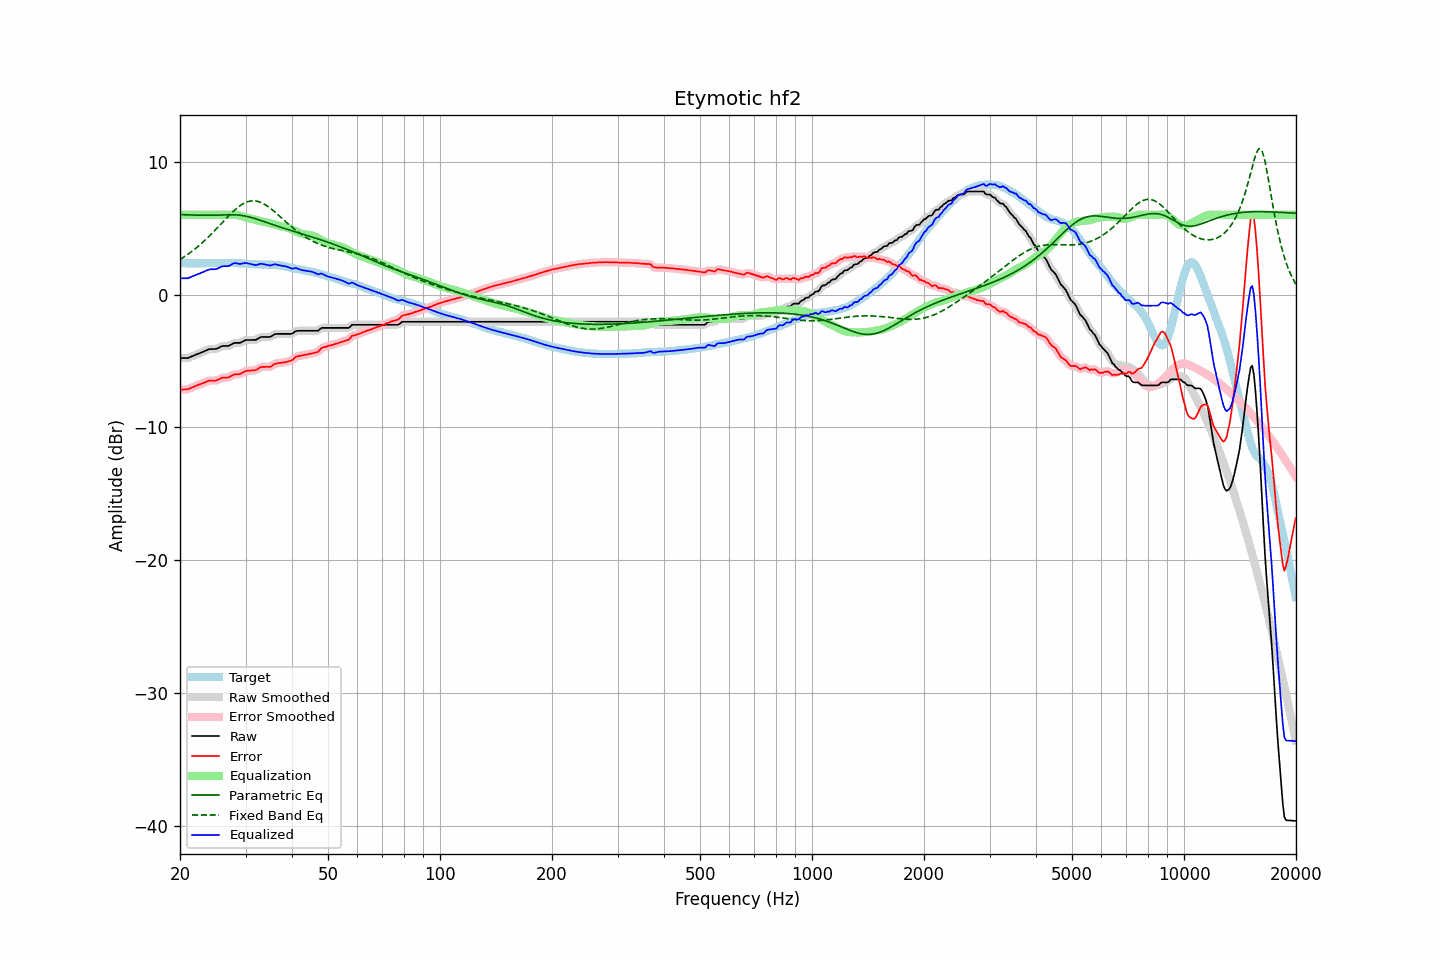 Etymotic hf2
Amplitude (dBr)
10
0
−10
−20
−30
−40
Target
Raw Smoothed
Error Smoothed
Raw
Error
Equalization
Parametric Eq
Fixed Band Eq
Equalized
20 50 100 200 500 1000 2000 5000 10000 20000
Frequency (Hz)